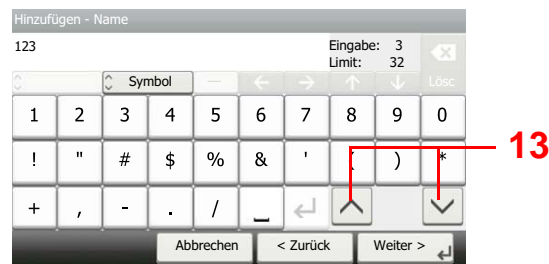 Hinzufügen - Name
123
Eingabe: 3
Limit: 32
Symbol
Lösc
1 2 3 4 5 6 7 8 9 0
! " # $ % & ' ( ) *
+ , - . / _
Abbrechen < Zurück Weiter >
13